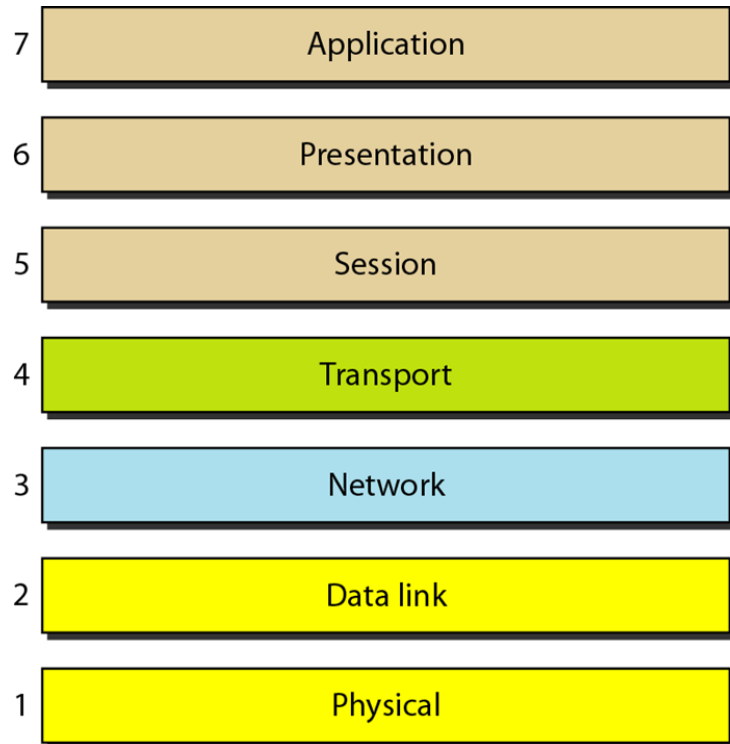 7 Application
6 Presentation
5 Session
4 Transport
3 Network
2 Data link
1 Physical